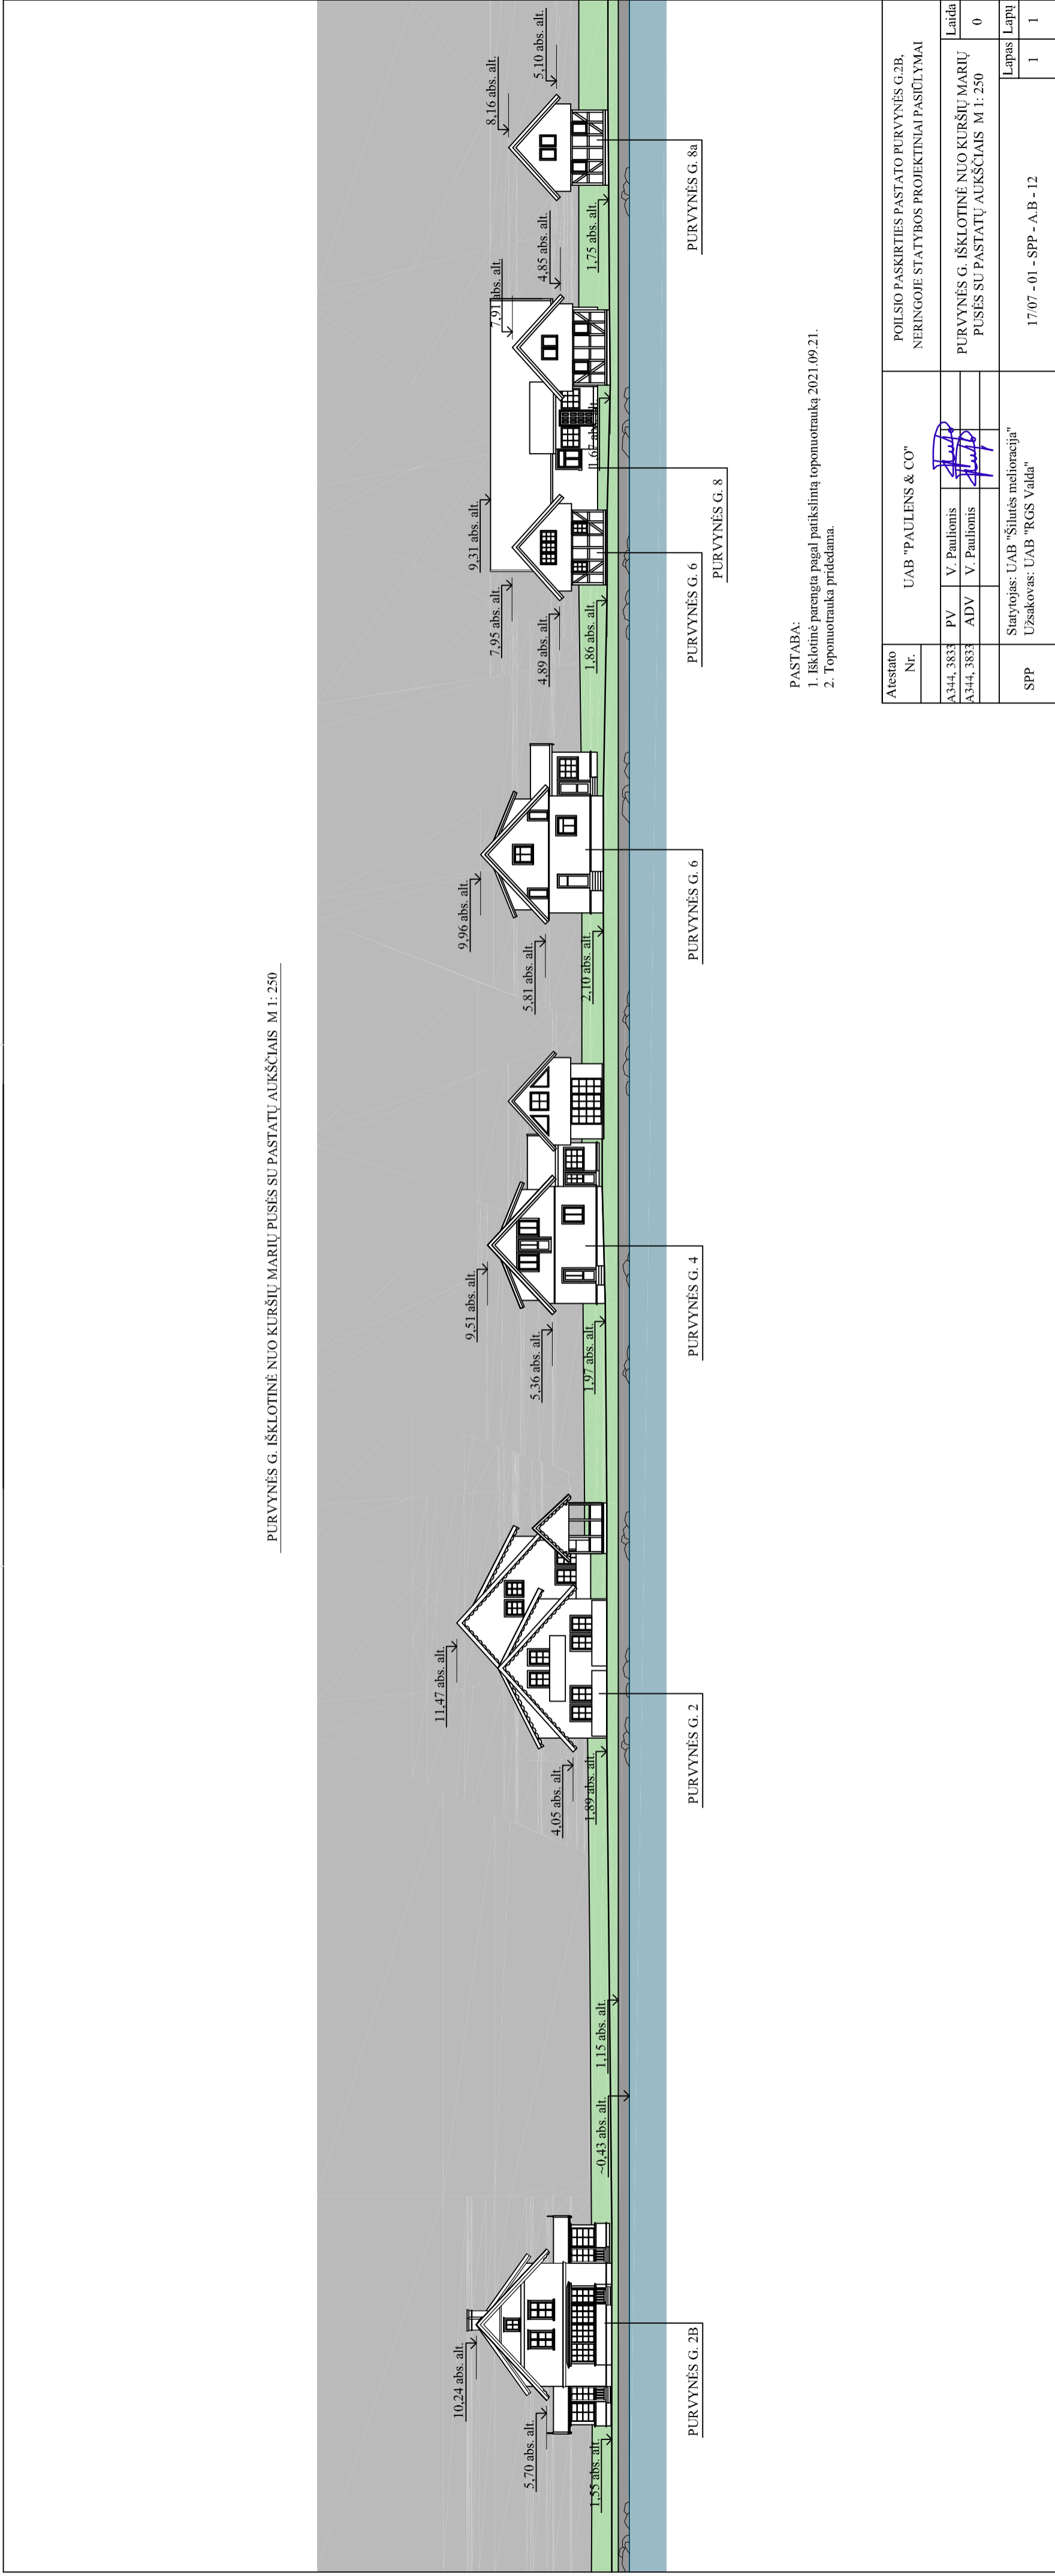 PURVYNĖS G. IŠKLOTINĖ NUO KURŠIŲ MARIŲ PUSĖS SU PASTATŲ AUKŠČIAIS M 1: 250
10,24 abs. alt.
5,70 abs. alt.
1,55 abs. alt.
PURVYNĖS G. 2B
~0,43 abs. alt.
1,15 abs. alt.
11,47 abs. alt.
4,05 abs. alt.
1,89 abs. alt.
PURVYNĖS G. 2
9,51 abs. alt.
5,36 abs. alt.
1,97 abs. alt.
PURVYNĖS G. 4
9,96 abs. alt.
5,81 abs. alt.
2,10 abs. alt.
PURVYNĖS G. 6
9,31 abs. alt.
7,95 abs. alt.
4,89 abs. alt.
1,86 abs. alt.
PURVYNĖS G. 6
PURVYNĖS G. 8
7,91 abs. alt.
4,85 abs. alt.
1,67 abs. alt.
8,16 abs. alt.
5,10 abs. alt.
1,75 abs. alt.
PURVYNĖS G. 8a
PASTABA:
1. Išklotinė parengta pagal patikslintą toponuotrauką 2021.09.21.
2. Toponuotrauka pridedama.
Atestato Nr.
UAB "PAULENS & CO"
POILSIO PASKIRTIES PASTATO PURVYNĖS G.2B,
NERINGOJE STATYBOS PROJEKTINIAI PASIŪLYMAI
A344, 3833 PV V. Paulionis
A344, 3833 ADV V. Paulionis
PURVYNĖS G. IŠKLOTINĖ NUO KURŠIŲ MARIŲ
PUSĖS SU PASTATŲ AUKŠČIAIS M 1: 250
Laida
0
SPP
Statytojas: UAB "Šilutės melioracija"
Užsakovas: UAB "RGS Valda"
17/07 - 01 - SPP - A.B - 12
Lapas Lapų
1 1